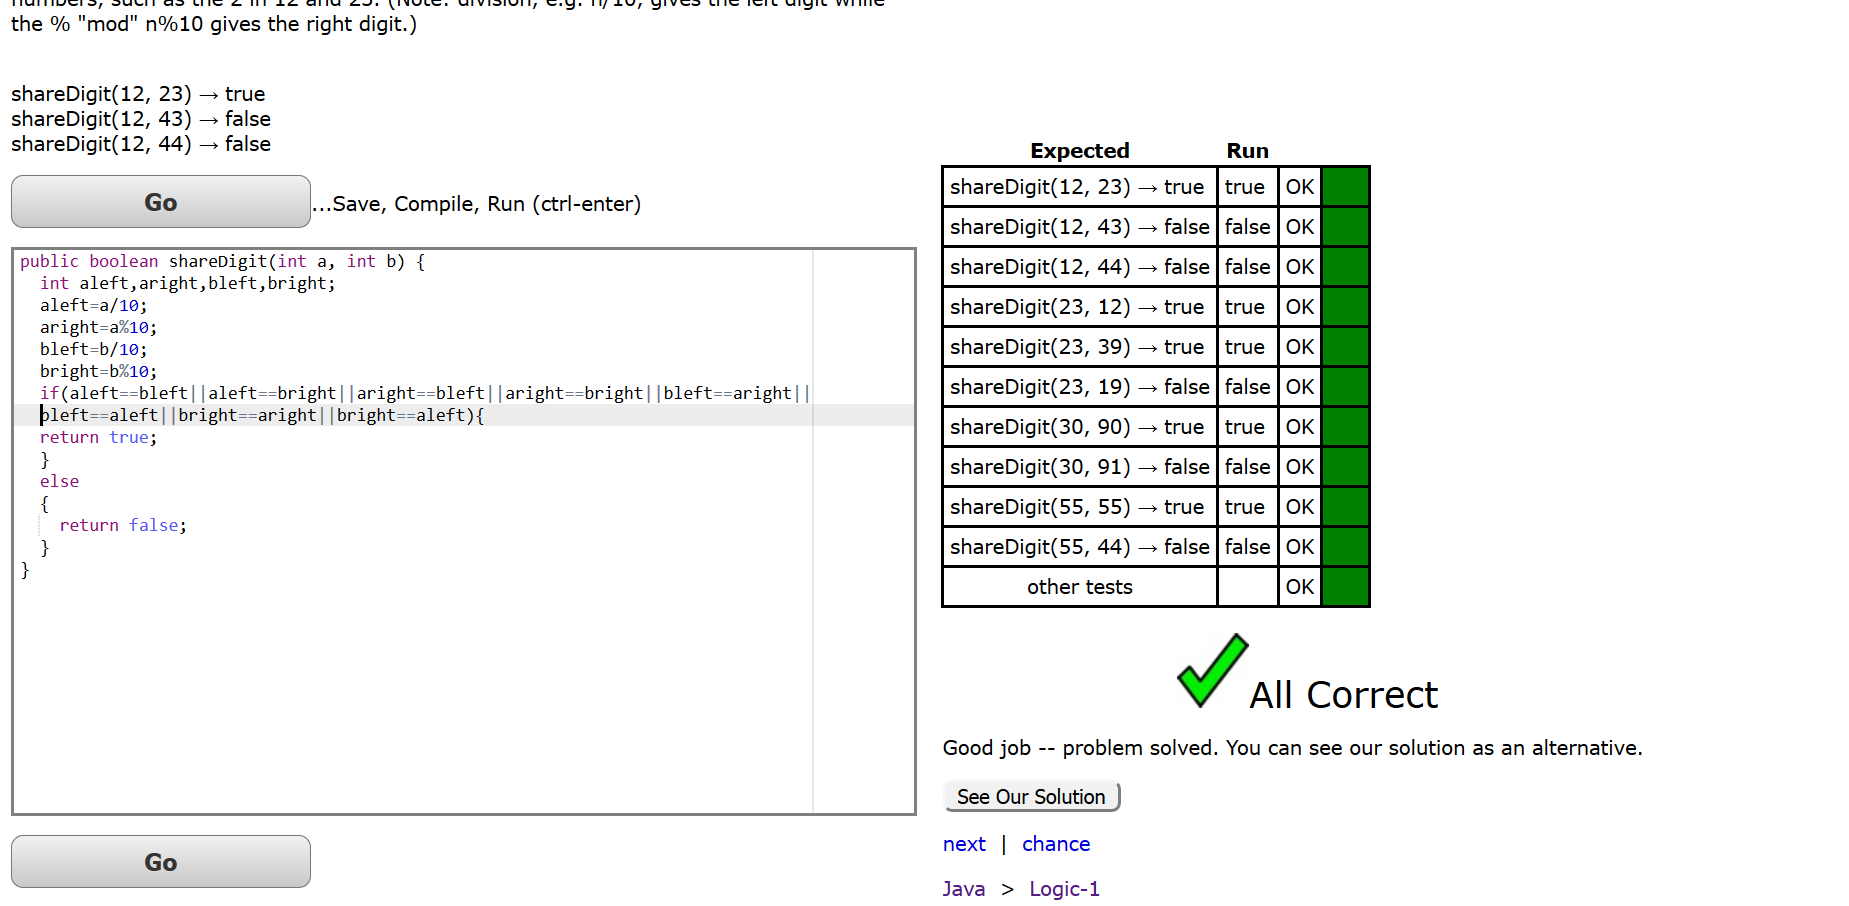 numbers, such as the 2 in 12 and 23. (Note: division, e.g. n/10, gives the left digit while
the % "mod" n%10 gives the right digit.)
shareDigit(12, 23) → true
shareDigit(12, 43) → false
shareDigit(12, 44) → false
Go
...Save, Compile, Run (ctrl-enter)
public boolean shareDigit(int a, int b) {
int aleft,aright,bleft,bright;
aleft=a/10;
aright=a%10;
bleft=b/10;
bright=b%10;
if(aleft==bleft||aleft==bright||aright==bleft||aright==bright||bleft==aright||
bleft==aleft||bright==aright||bright==aleft){
return true;
}
else
{
return false;
}
}
Go
Expected Run
shareDigit(12, 23) → true true OK
shareDigit(12, 43) → false false OK
shareDigit(12, 44) → false false OK
shareDigit(23, 12) → true true OK
shareDigit(23, 39) → true true OK
shareDigit(23, 19) → false false OK
shareDigit(30, 90) → true true OK
shareDigit(30, 91) → false false OK
shareDigit(55, 55) → true true OK
shareDigit(55, 44) → false false OK
other tests OK
All Correct
Good job -- problem solved. You can see our solution as an alternative.
See Our Solution
next | chance
Java > Logic-1